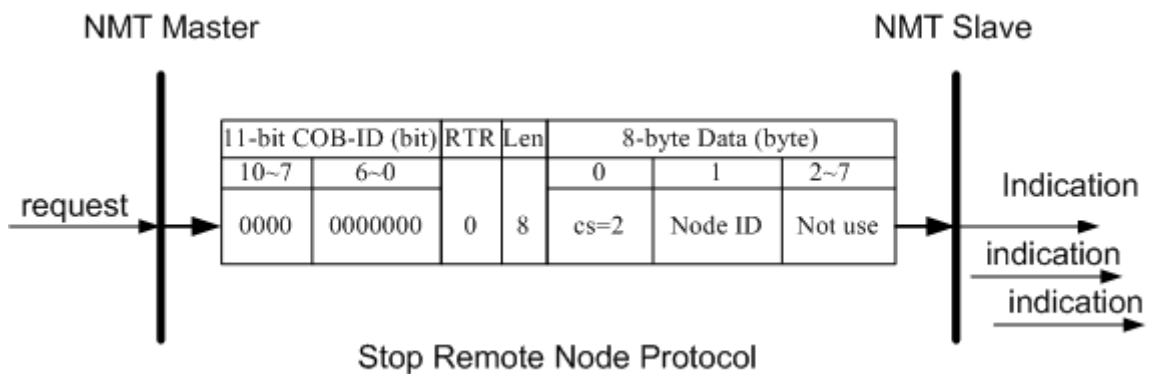 NMT Master NMT Slave
11-bit COB-ID (bit) RTR Len 8-byte Data (byte)
10~7 6~0 0 1 2~7
request 0000 0000000 0 8 cs=2 Node ID Not use Indication
indication
indication
Stop Remote Node Protocol